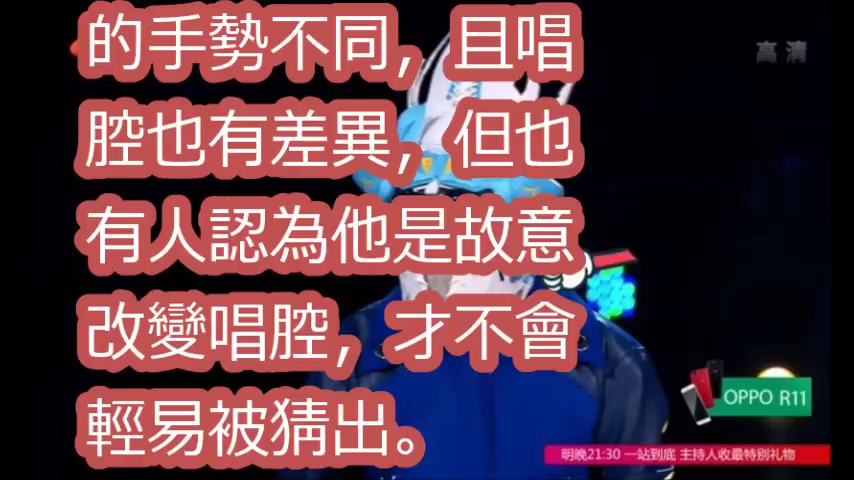 的手勢不同，且唱
高清
腔也有差異，但也
有人認為他是故意
改變唱腔，才不會
輕易被猜出。
OPPO R11
明晚21:30 一站到底 主持人收最特别礼物